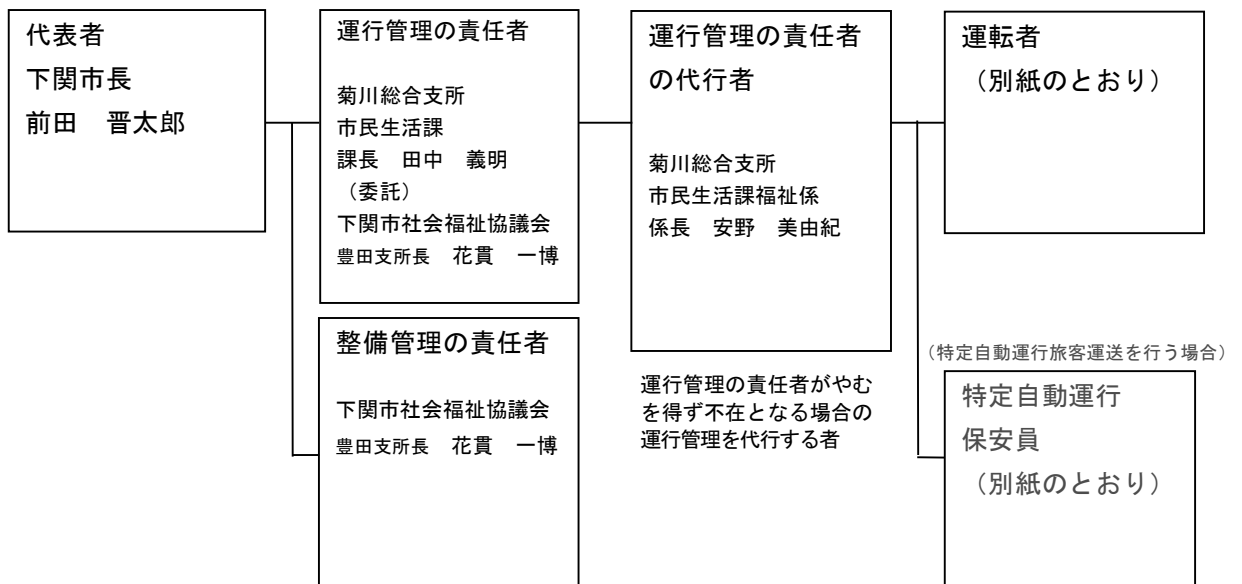 代表者
下関市長
前田　晋太郎
運行管理の責任者
菊川総合支所
市民生活課
課長　田中　義明
（委託）
下関市社会福祉協議会
豊田支所長　花貫　一博
整備管理の責任者
下関市社会福祉協議会
豊田支所長　花貫　一博
運行管理の責任者
の代行者
菊川総合支所
市民生活課福祉係
係長　安野　美由紀
運行管理の責任者がやむ
を得ず不在となる場合の
運行管理を代行する者
運転者
（別紙のとおり）
（特定自動運行旅客運送を行う場合）
特定自動運行
保安員
（別紙のとおり）